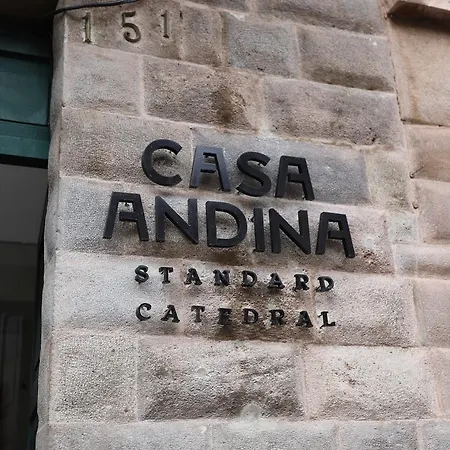 151
CASA
ANDINA
STANDARD
CATEDRAL